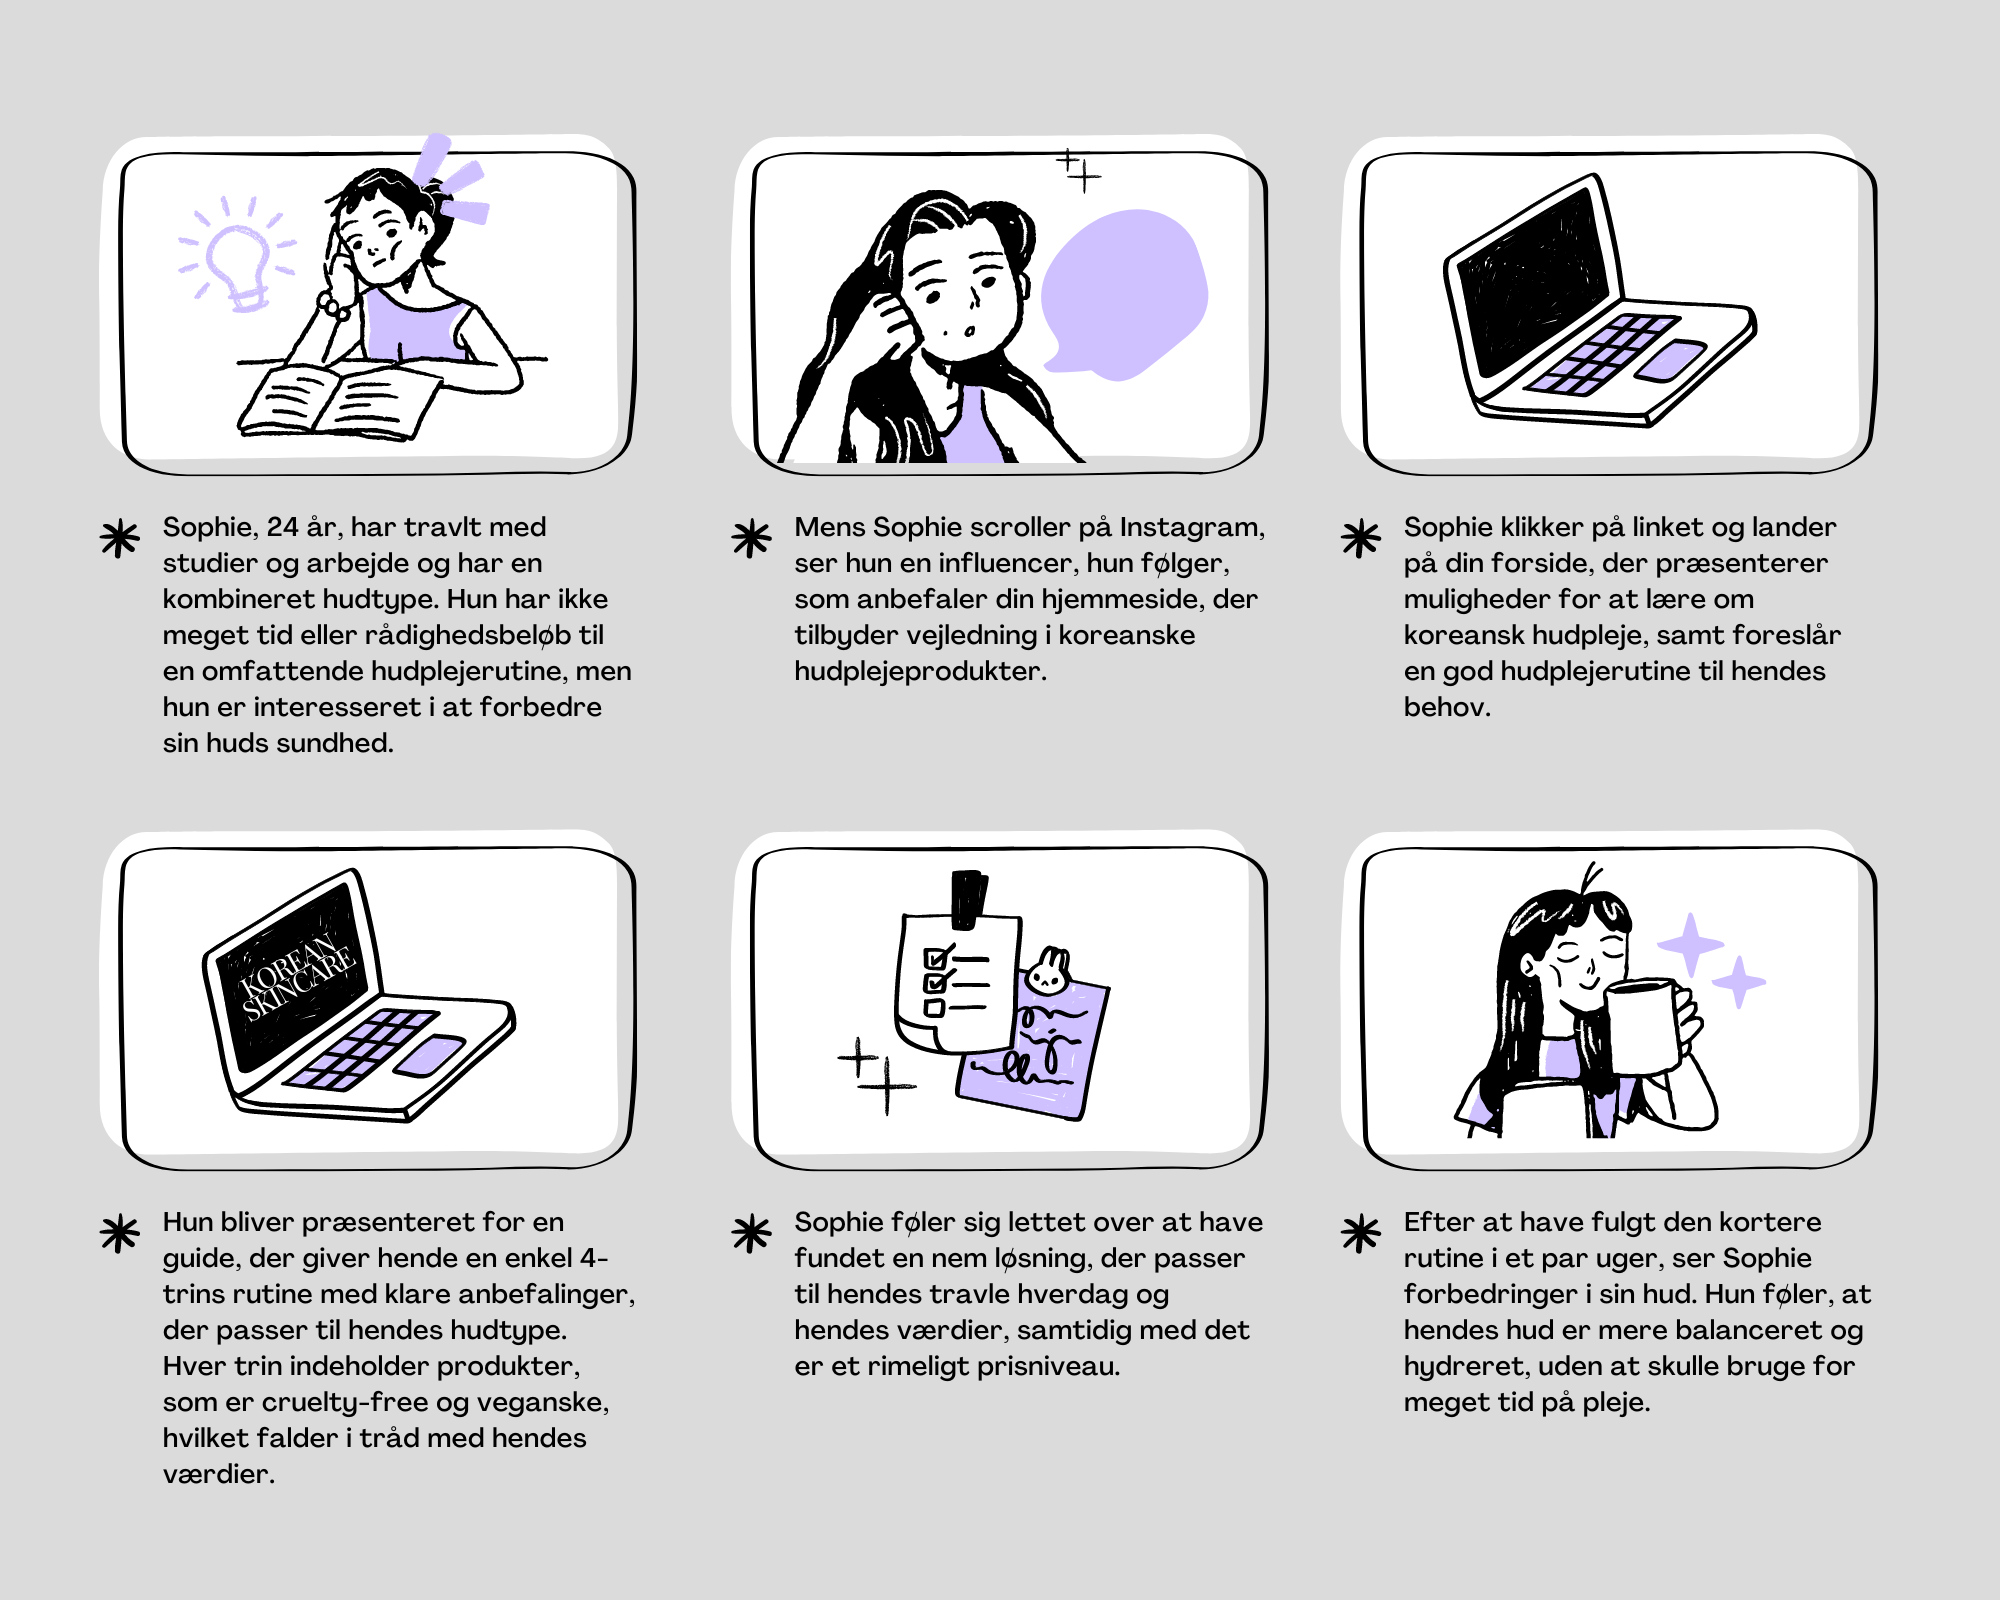 Sophie, 24 år, har travlt med
studier og arbejde og har en
kombineret hudtype. Hun har ikke
meget tid eller rådighedsbeløb til
en omfattende hudplejerutine, men
hun er interesseret i at forbedre
sin huds sundhed.
Mens Sophie scroller på Instagram,
ser hun en influencer, hun følger,
som anbefaler din hjemmeside, der
tilbyder vejledning i koreanske
hudplejeprodukter.
Sophie klikker på linket og lander
på din forside, der præsenterer
muligheder for at lære om
koreansk hudpleje, samt foreslår
en god hudplejerutine til hendes
behov.
KOREAN
SKINCARE
Hun bliver præsenteret for en
guide, der giver hende en enkel 4-
trins rutine med klare anbefalinger,
der passer til hendes hudtype.
Hver trin indeholder produkter,
som er cruelty-free og veganske,
hvilket falder i tråd med hendes
værdier.
Sophie føler sig lettet over at have
fundet en nem løsning, der passer
til hendes travle hverdag og
hendes værdier, samtidig med det
er et rimeligt prisniveau.
Efter at have fulgt den kortere
rutine i et par uger, ser Sophie
forbedringer i sin hud. Hun føler, at
hendes hud er mere balanceret og
hydreret, uden at skulle bruge for
meget tid på pleje.